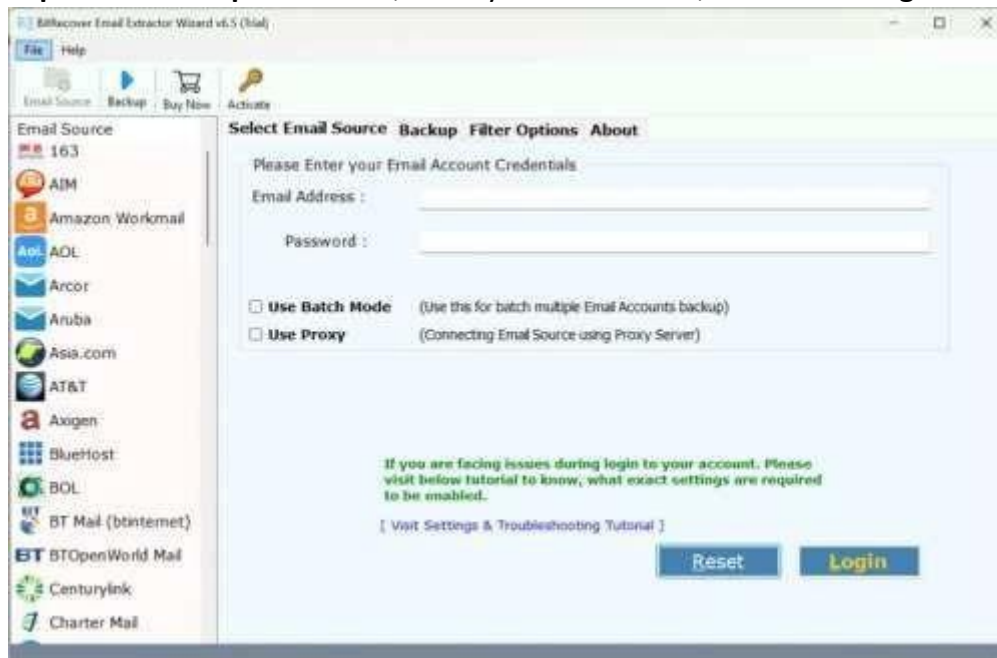 BitRecover Email Extractor Wizard v6.5 (Trial)
File Help
Email Source Backup Buy Now Activate
Email Source
163
AIM
Amazon Workmail
AOL
Arcor
Aruba
Asia.com
AT&T
Axigen
BlueHost
BOL
BT Mail (btinternet)
BT BTOpenWorld Mail
Centurylink
Charter Mail
Select Email Source Backup Filter Options About
Please Enter your Email Account Credentials
Email Address :
Password :
Use Batch Mode (Use this for batch multiple Email Accounts backup)
Use Proxy (Connecting Email Source using Proxy Server)
If you are facing issues during login to your account. Please
visit below tutorial to know, what exact settings are required
to be enabled.
[ Visit Settings & Troubleshooting Tutorial ]
Reset Login